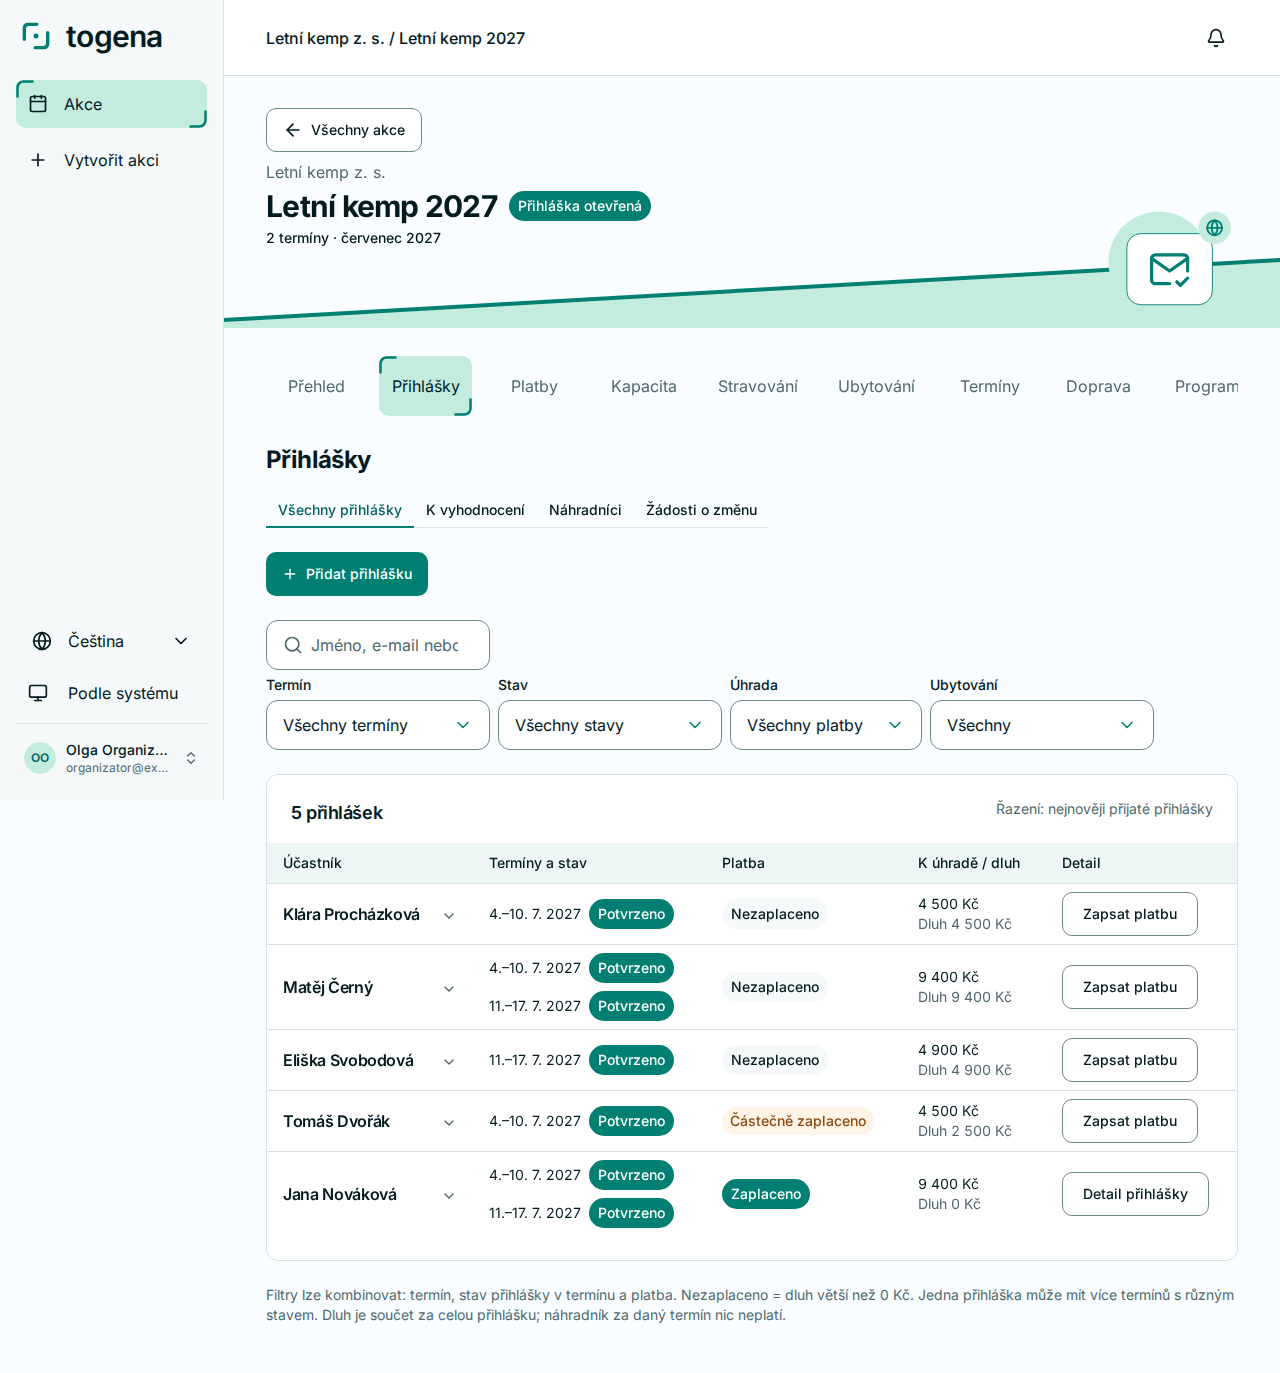 togena
Letní kemp z. s. / Letní kemp 2027
Akce
Vytvořit akci
Všechny akce
Letní kemp z. s.
Letní kemp 2027 Přihláška otevřená
2 termíny · červenec 2027
Přehled Přihlášky Platby Kapacita Stravování Ubytování Termíny Doprava Program
Přihlášky
Všechny přihlášky K vyhodnocení Náhradníci Žádosti o změnu
Přidat přihlášku
Jméno, e-mail nebo
Termín Stav Úhrada Ubytování
Všechny termíny Všechny stavy Všechny platby Všechny
Čeština
Podle systému
OO Olga Organiz...
organizator@ex...
5 přihlášek Řazení: nejnověji přijaté přihlášky
Účastník Termíny a stav Platba K úhradě / dluh Detail
Klára Procházková 4.–10. 7. 2027 Potvrzeno Nezaplaceno 4 500 Kč Zapsat platbu
Dluh 4 500 Kč
Matěj Černý 4.–10. 7. 2027 Potvrzeno Nezaplaceno 9 400 Kč Zapsat platbu
11.–17. 7. 2027 Potvrzeno Dluh 9 400 Kč
Eliška Svobodová 11.–17. 7. 2027 Potvrzeno Nezaplaceno 4 900 Kč Zapsat platbu
Dluh 4 900 Kč
Tomáš Dvořák 4.–10. 7. 2027 Potvrzeno Částečně zaplaceno 4 500 Kč Zapsat platbu
Dluh 2 500 Kč
Jana Nováková 4.–10. 7. 2027 Potvrzeno Zaplaceno 9 400 Kč Detail přihlášky
11.–17. 7. 2027 Potvrzeno Dluh 0 Kč
Filtry lze kombinovat: termín, stav přihlášky v termínu a platba. Nezaplaceno = dluh větší než 0 Kč. Jedna přihláška může mít více termínů s různým
stavem. Dluh je součet za celou přihlášku; náhradník za daný termín nic neplatí.